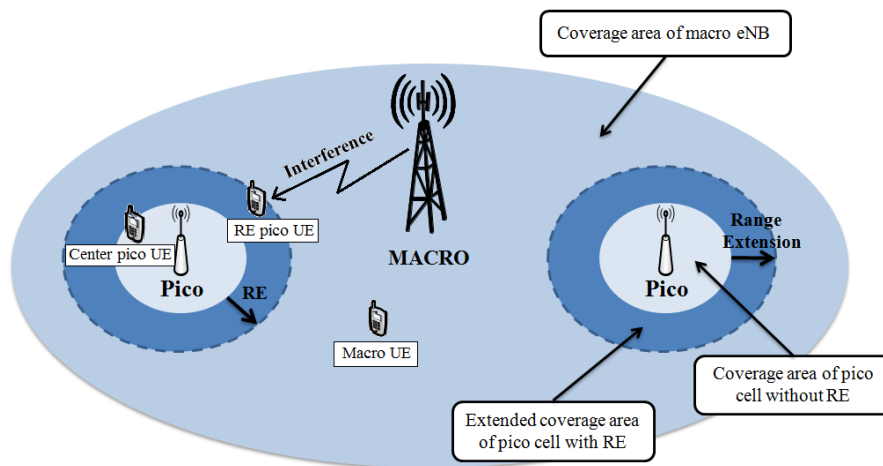 Coverage area of macro eNB
Interference
RE pico UE
Center pico UE
Pico
RE
MACRO
Macro UE
Range
Extension
Pico
Coverage area of pico
cell without RE
Extended coverage area
of pico cell with RE